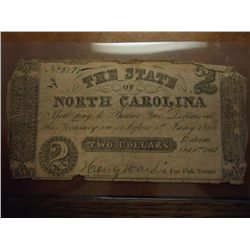 A
THE STATE
OF
2
NORTH CAROLINA
Will pay to Bearer Two Dollars at
the Treasury on or before 1st Jany 1866
Raleigh
2
TWO DOLLARS
For Pub. Treasr